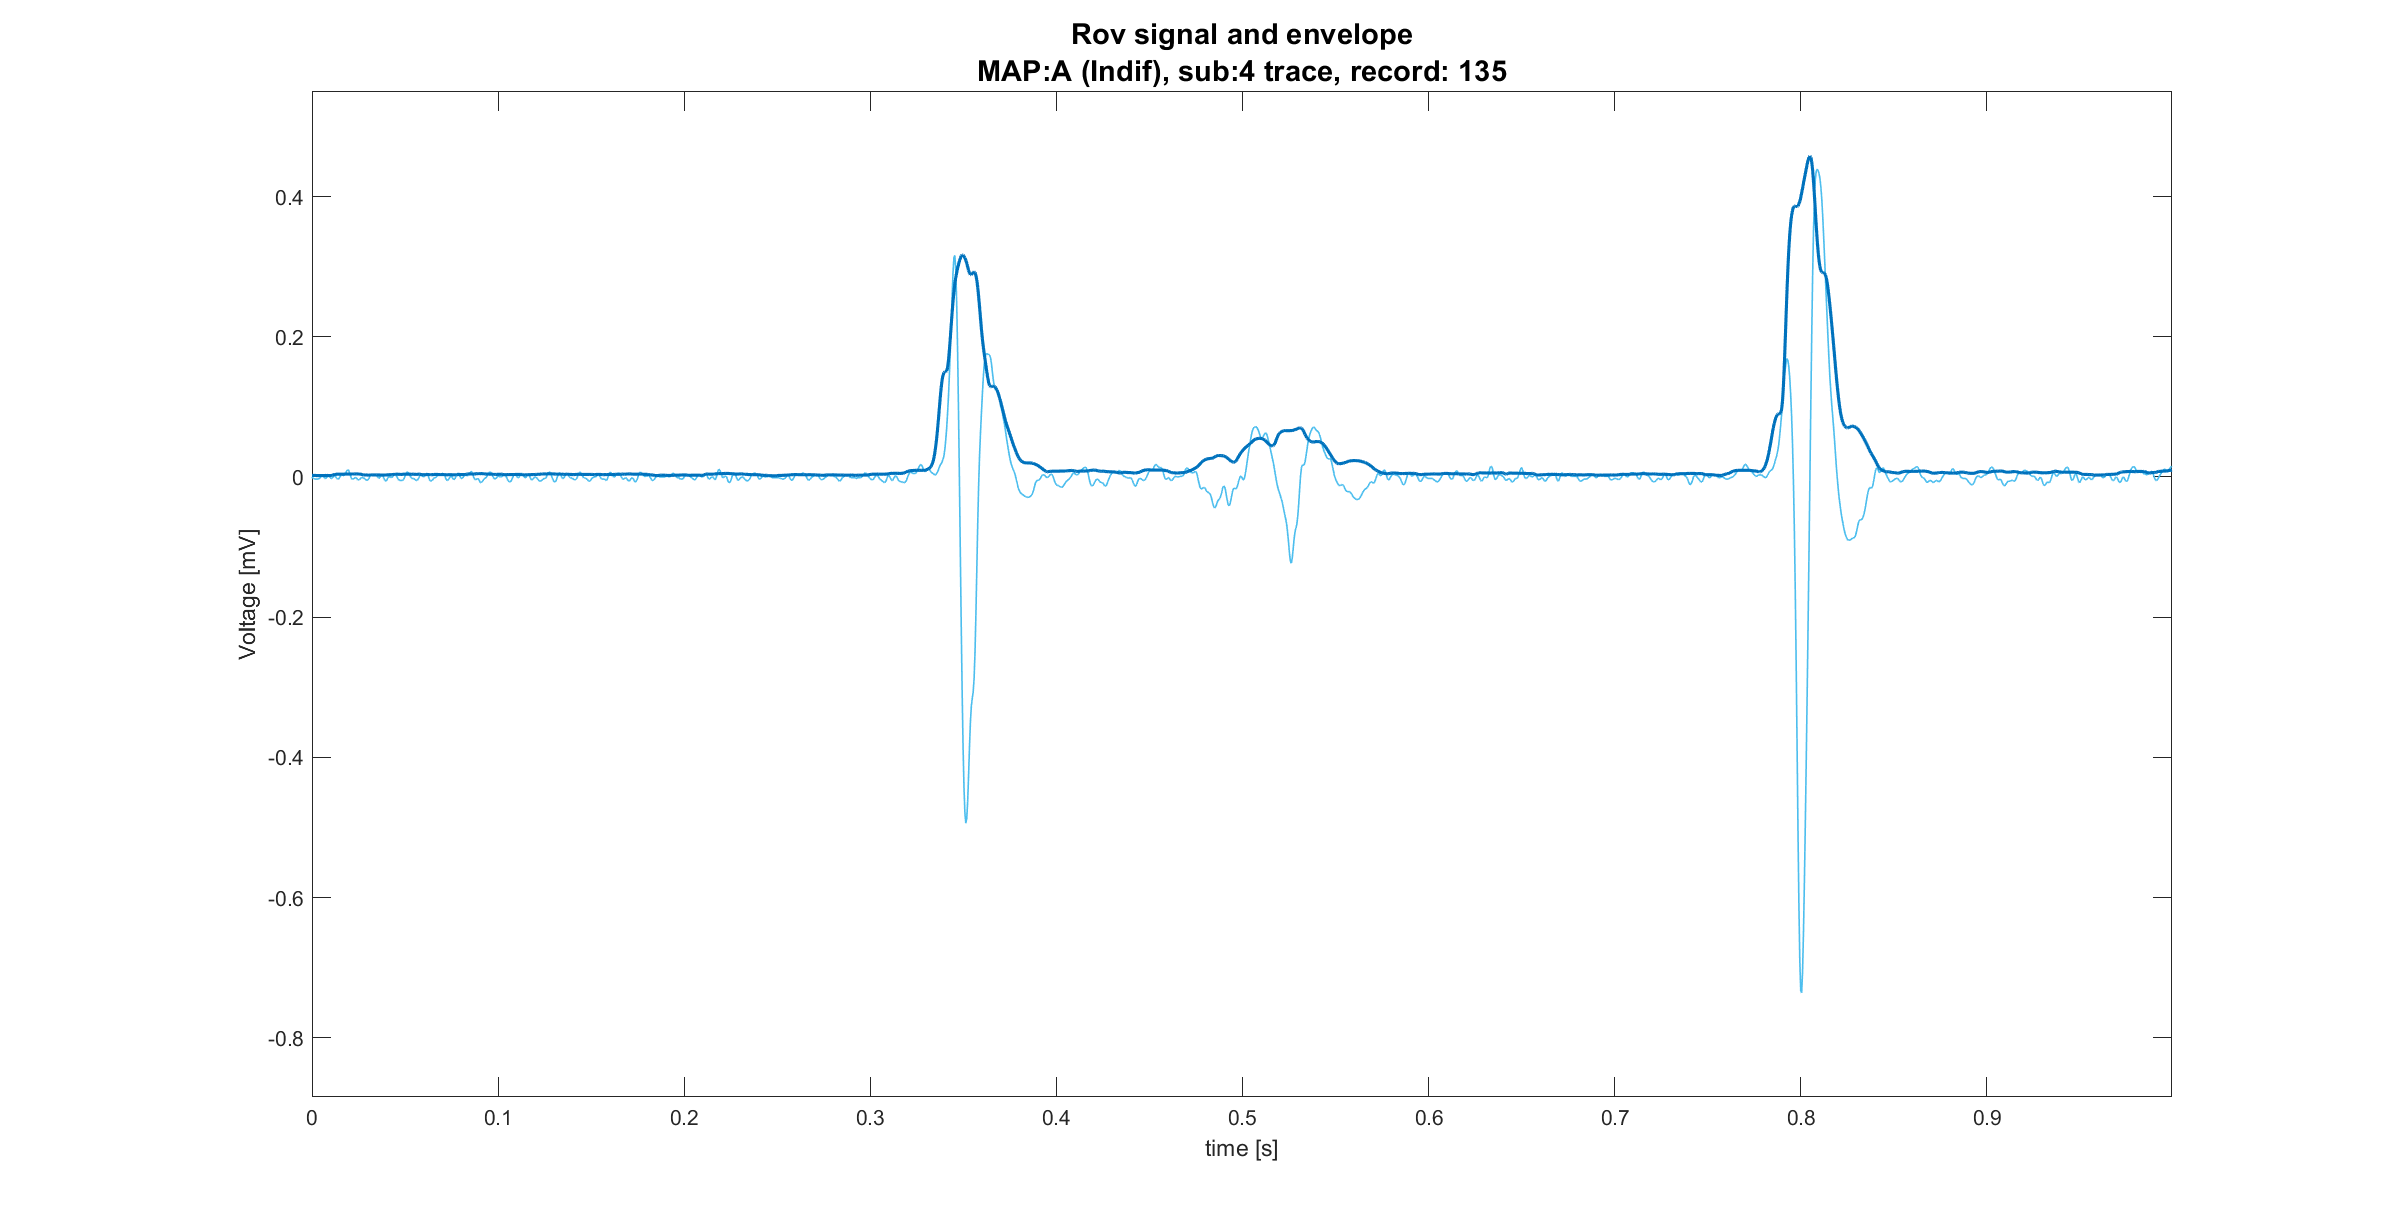 Rov signal and envelope
MAP:A (Indif), sub:4 trace, record: 135
0.4
0.2
0
-0.2
-0.4
-0.6
-0.8
Voltage [mV]
0 0.1 0.2 0.3 0.4 0.5 0.6 0.7 0.8 0.9
time [s]